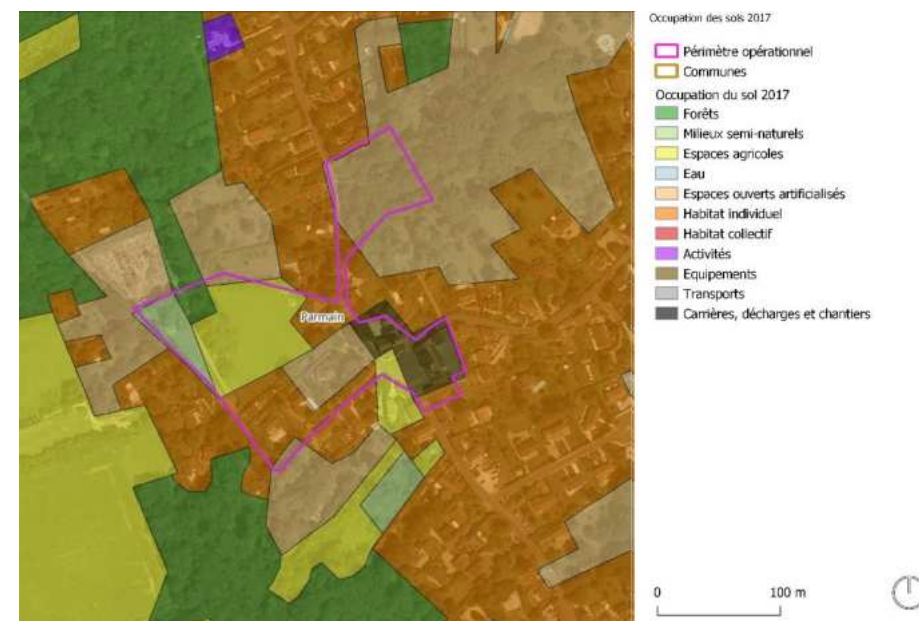 Occupation des sols 2017
Périmètre opérationnel
Communes
Occupation du sol 2017
Forêts
Milieux semi-naturels
Espaces agricoles
Eau
Espaces ouverts artificialisés
Habitat individuel
Habitat collectif
Activités
Equipements
Transports
Carrières, décharges et chantiers
Parmain
0 100 m